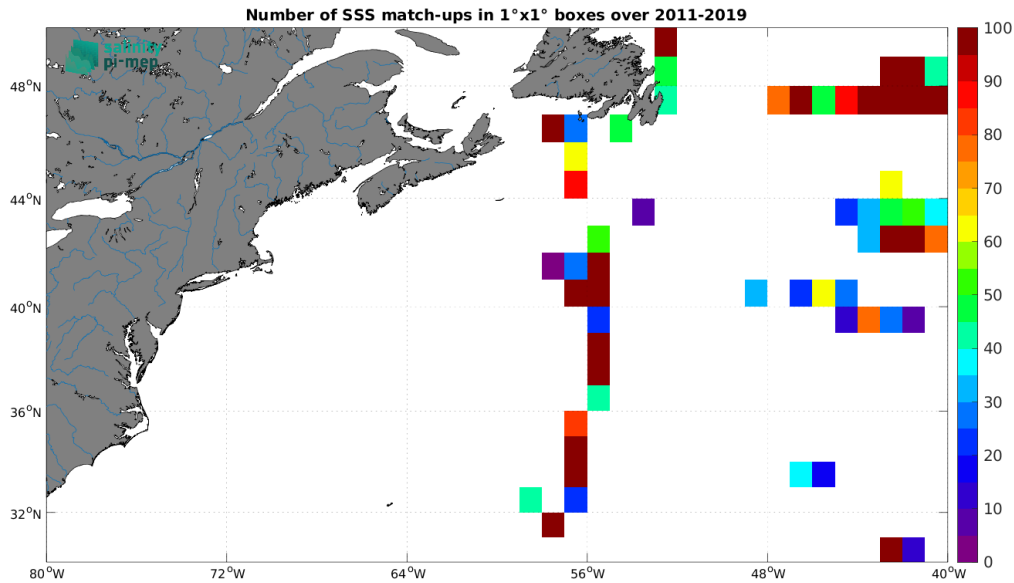 Number of SSS match-ups in 1°x1° boxes over 2011-2019
salinity
pi-mep
48°N
44°N
40°N
36°N
32°N
80°W 72°W 64°W 56°W 48°W 40°W
100
90
80
70
60
50
40
30
20
10
0